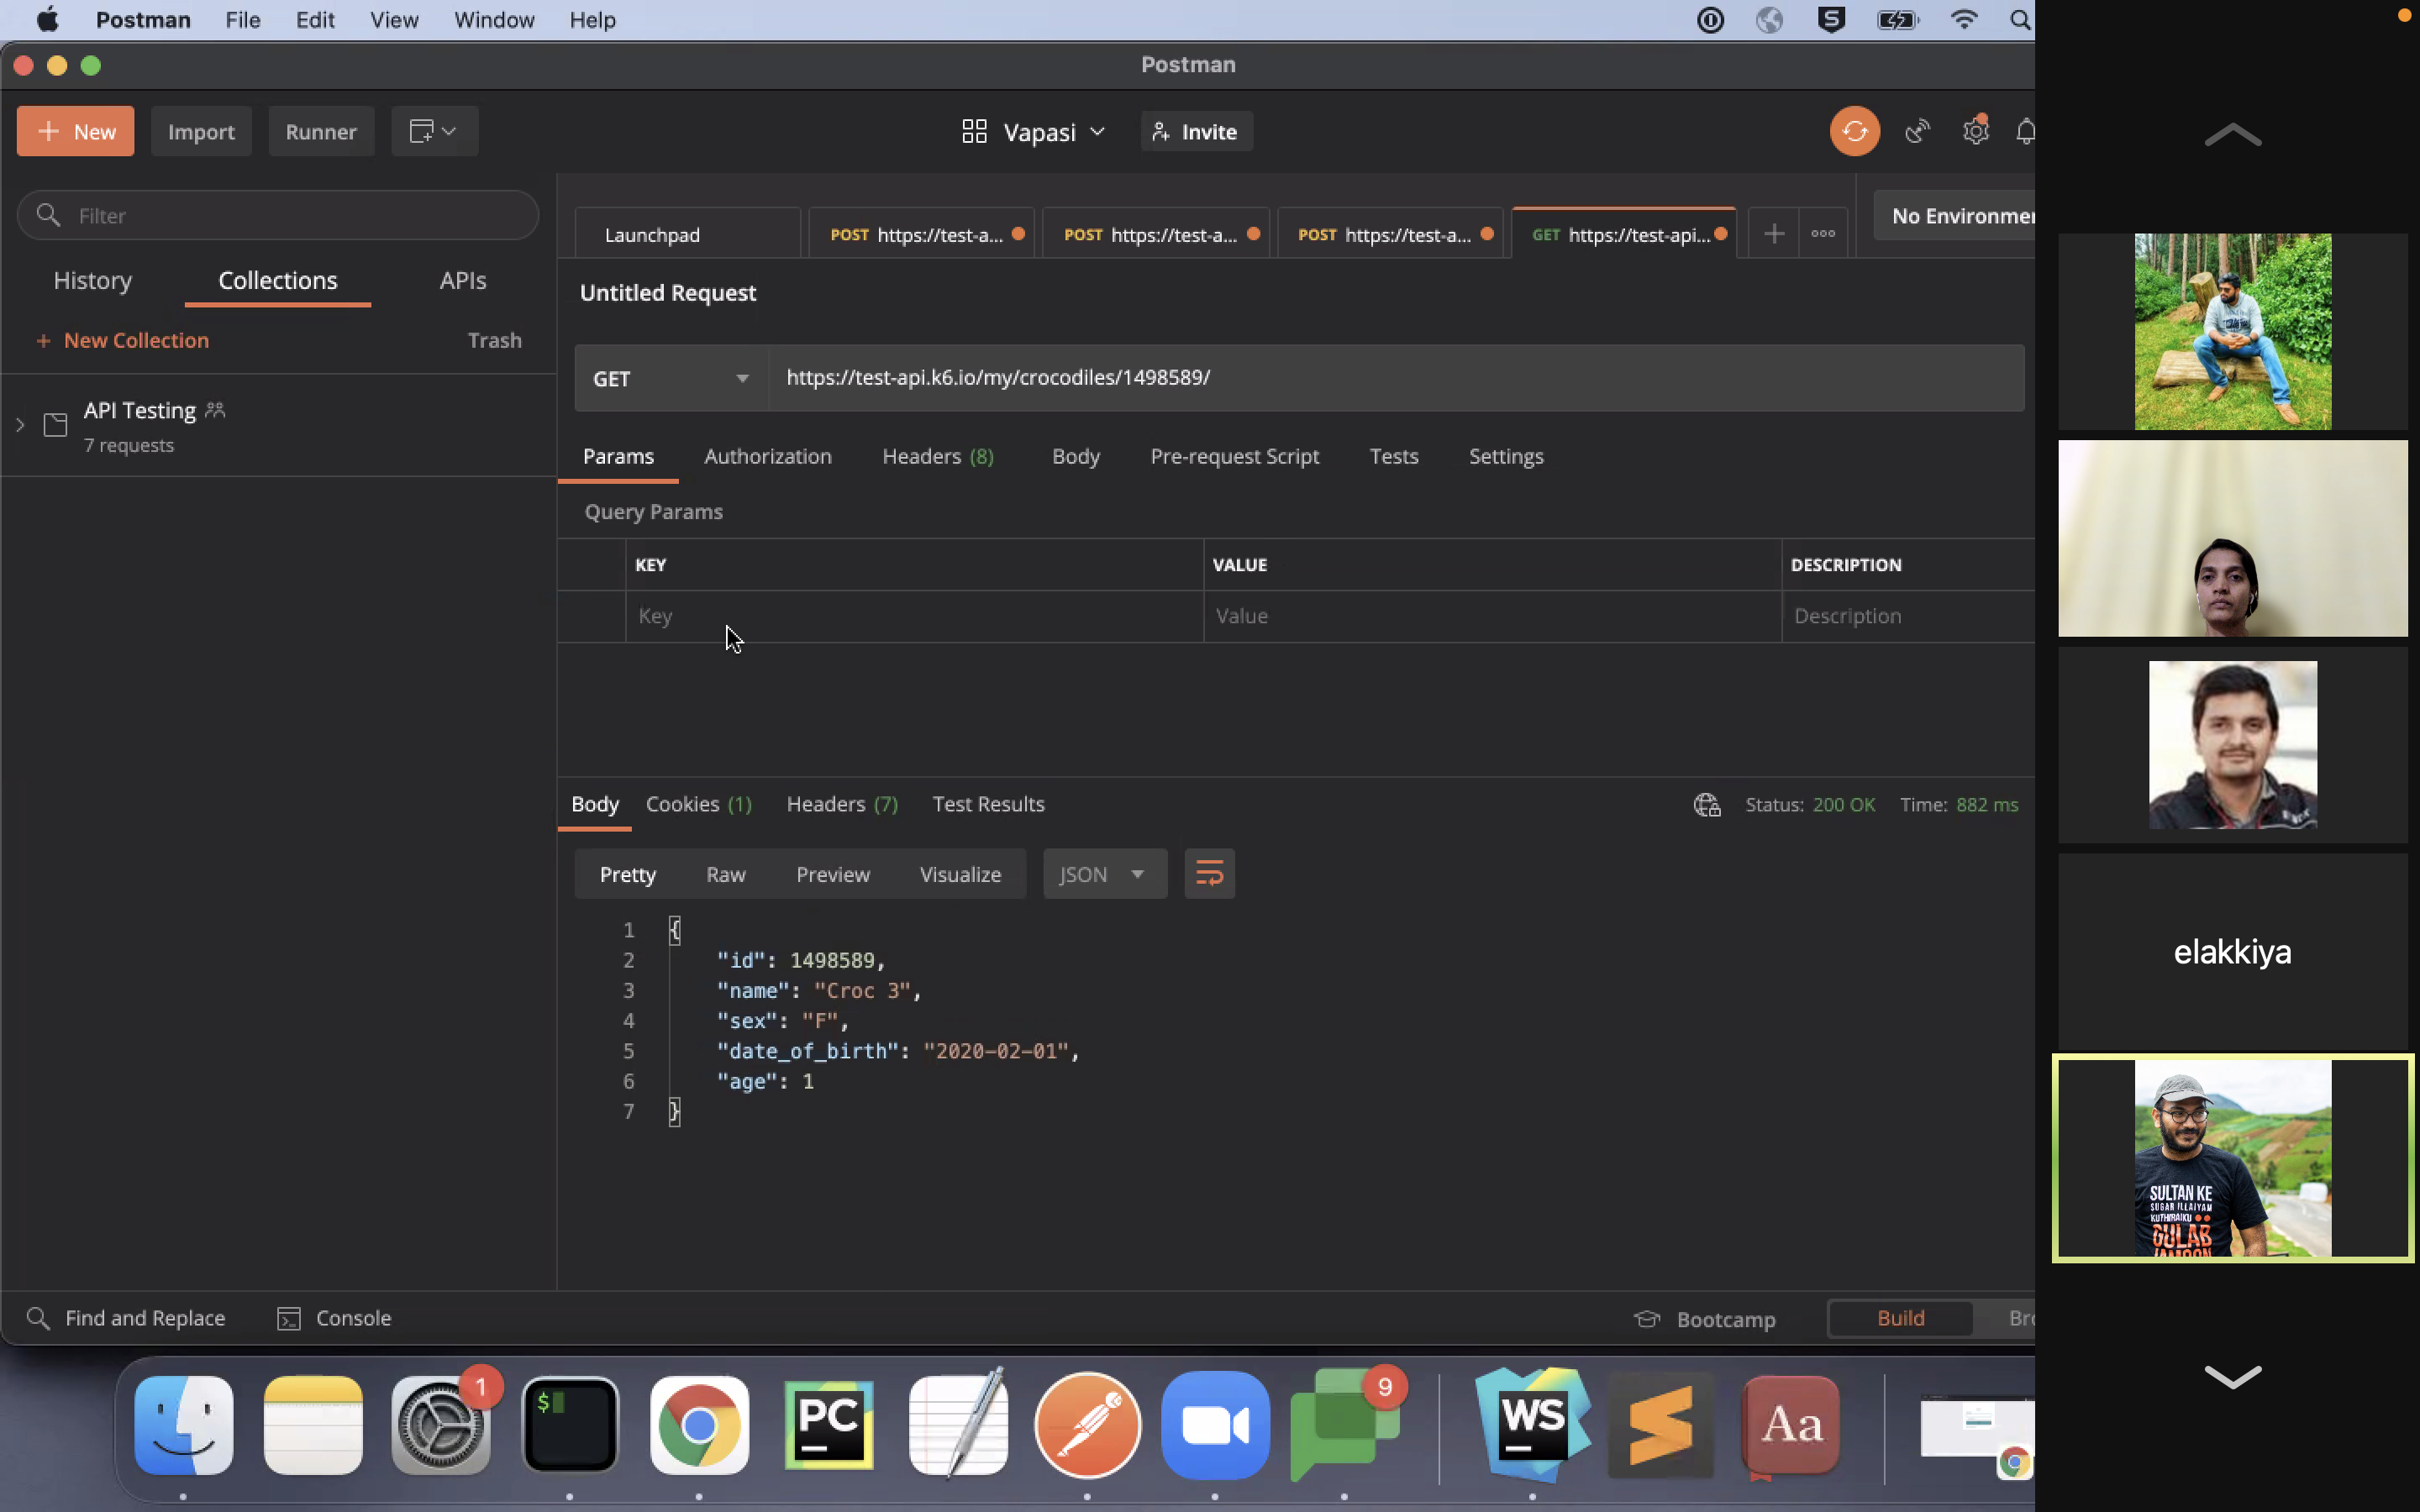 Postman File Edit View Window Help
Postman
New Import Runner
Vapasi Invite
Filter
History Collections APIs
+ New Collection Trash
API Testing
7 requests
Launchpad POST https://test-a... POST https://test-a... POST https://test-a... GET https://test-api... No Environme
Untitled Request
GET https://test-api.k6.io/my/crocodiles/1498589/
Params Authorization Headers (8) Body Pre-request Script Tests Settings
Query Params
KEY VALUE DESCRIPTION
Key Value Description
Body Cookies (1) Headers (7) Test Results Status: 200 OK Time: 882 ms
Pretty Raw Preview Visualize JSON
1 {
2 "id": 1498589,
3 "name": "Croc 3",
4 "sex": "F",
5 "date_of_birth": "2020-02-01",
6 "age": 1
7 }
Find and Replace Console Bootcamp Build Bro
1
$
PC
9
WS
Aa
elakkiya
SULTAN KE
SUGAR ILLAIYAM
KUTHIRAIKU
GULAB
JAMOON